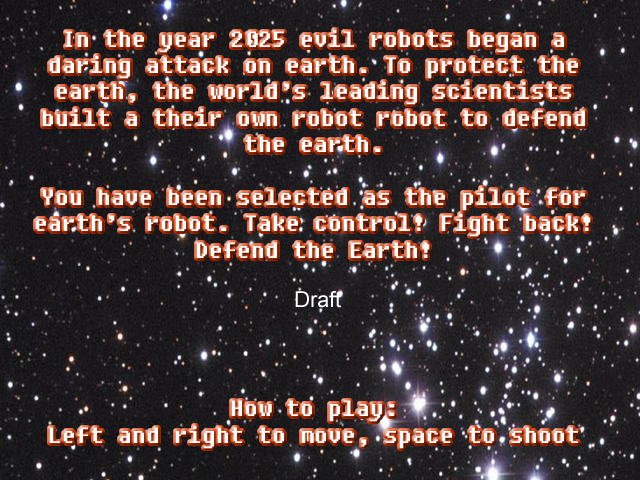 In the year 2025 evil robots began a
daring attack on earth. To protect the
earth, the world's leading scientists
built a their own robot robot to defend
the earth.
You have been selected as the pilot for
earth's robot. Take control! Fight back!
Defend the Earth!
Draft
How to play:
Left and right to move, space to shoot